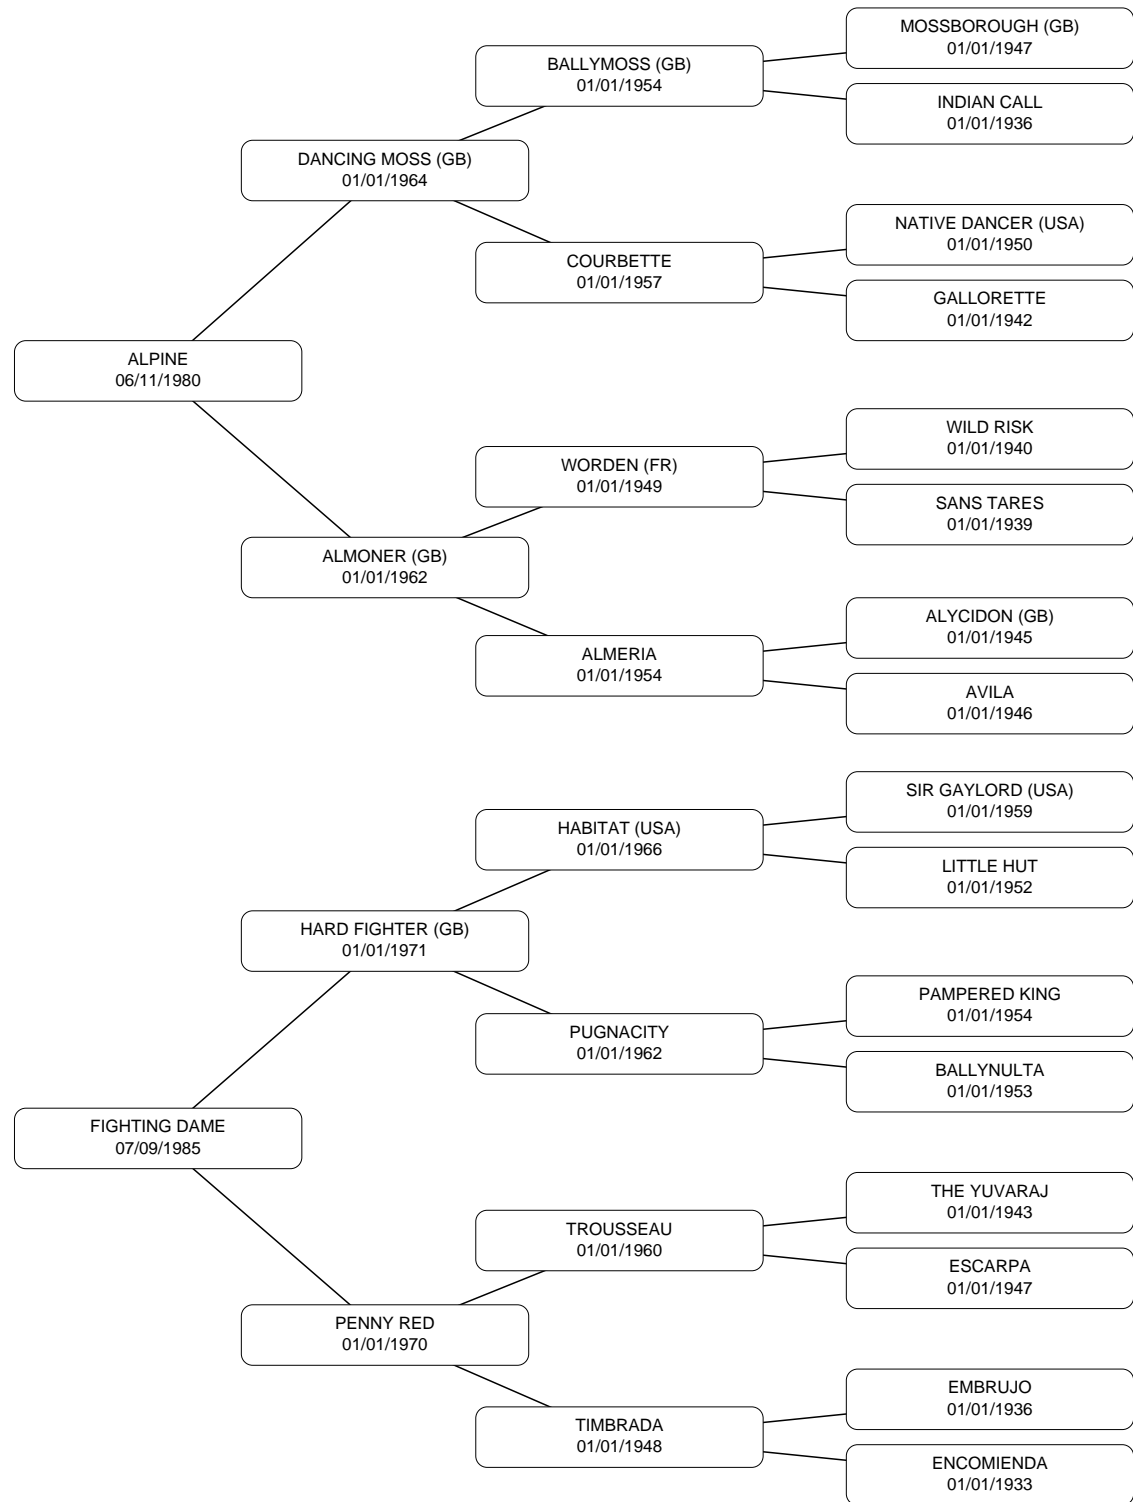 MOSSBOROUGH (GB)
01/01/1947
BALLYMOSS (GB)
01/01/1954
INDIAN CALL
01/01/1936
DANCING MOSS (GB)
01/01/1964
NATIVE DANCER (USA)
01/01/1950
COURBETTE
01/01/1957
GALLORETTE
01/01/1942
ALPINE
06/11/1980
WILD RISK
01/01/1940
WORDEN (FR)
01/01/1949
SANS TARES
01/01/1939
ALMONER (GB)
01/01/1962
ALYCIDON (GB)
01/01/1945
ALMERIA
01/01/1954
AVILA
01/01/1946
SIR GAYLORD (USA)
01/01/1959
HABITAT (USA)
01/01/1966
LITTLE HUT
01/01/1952
HARD FIGHTER (GB)
01/01/1971
PAMPERED KING
01/01/1954
PUGNACITY
01/01/1962
BALLYNULTA
01/01/1953
FIGHTING DAME
07/09/1985
THE YUVARAJ
01/01/1943
TROUSSEAU
01/01/1960
ESCARPA
01/01/1947
PENNY RED
01/01/1970
EMBRUJO
01/01/1936
TIMBRADA
01/01/1948
ENCOMIENDA
01/01/1933